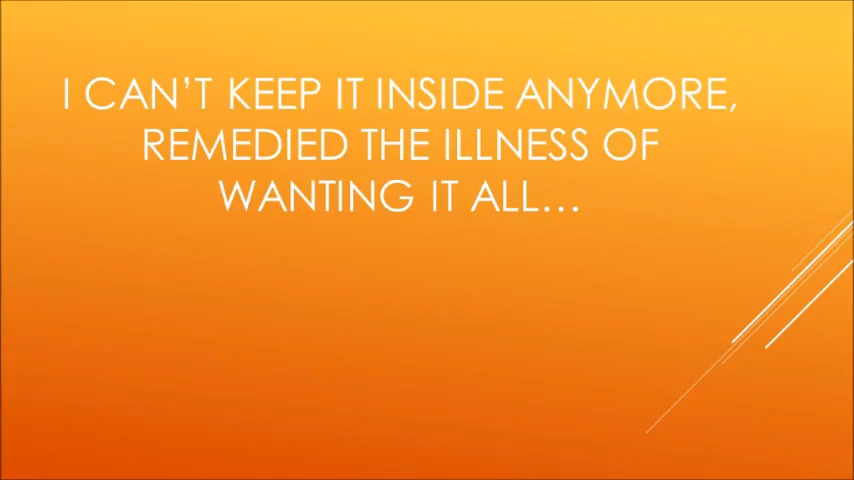 I CAN’T KEEP IT INSIDE ANYMORE,
REMEDIED THE ILLNESS OF
WANTING IT ALL…